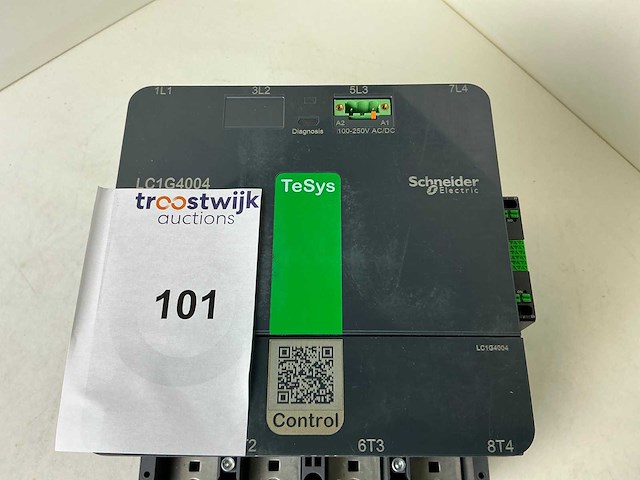 1L1 3L2 5L3 7L4
A2 A1
Diagnosis
100-250V AC/DC
LC1G4004
TeSys
Schneider
Electric
troostwijk
auctions
101
LC1G4004
Control
6T3 8T4